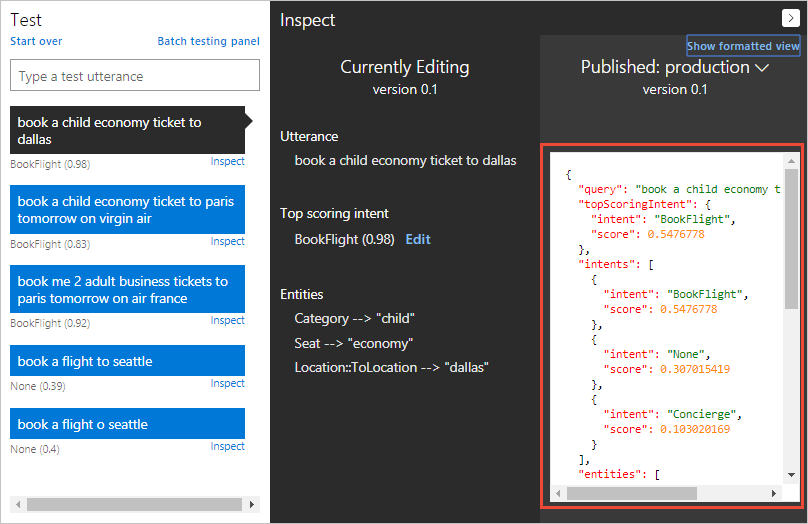 Test
Start over
Batch testing panel
Type a test utterance
book a child economy ticket to
dallas
BookFlight (0.98)
Inspect
book a child economy ticket to paris
tomorrow on virgin air
BookFlight (0.83)
Inspect
book me 2 adult business tickets to
paris tomorrow on air france
BookFlight (0.92)
Inspect
book a flight to seattle
None (0.39)
Inspect
book a flight o seattle
None (0.4)
Inspect
Inspect
Currently Editing
version 0.1
Utterance
book a child economy ticket to dallas
Top scoring intent
BookFlight (0.98) Edit
Entities
Category --> "child"
Seat --> "economy"
Location::ToLocation --> "dallas"
Show formatted view
Published: production
version 0.1
{
"query": "book a child economy t
"topScoringIntent": {
"intent": "BookFlight",
"score": 0.5476778
},
"intents": [
{
"intent": "BookFlight",
"score": 0.5476778
},
{
"intent": "None",
"score": 0.307015419
},
{
"intent": "Concierge",
"score": 0.103020169
}
],
"entities": [